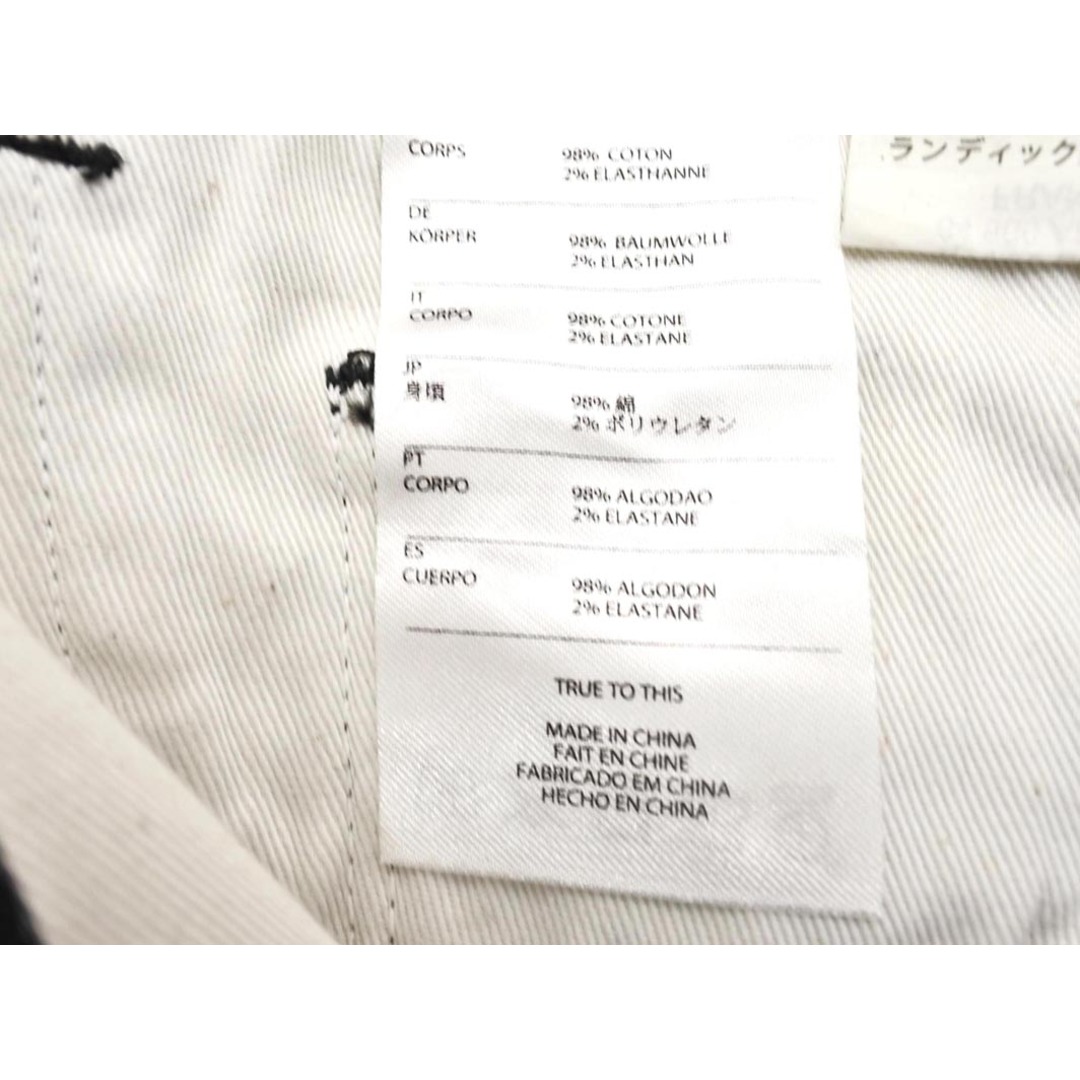 CORPS 98% COTON
2% ELASTHANNE
DE
KÖRPER 98% BAUMWOLLE
2% ELASTHAN
IT
CORPO 98% COTONE
2% ELASTANE
JP
身頃 98% 綿
2% ポリウレタン
PT
CORPO 98% ALGODAO
2% ELASTANE
ES
CUERPO 98% ALGODON
2% ELASTANE
TRUE TO THIS
MADE IN CHINA
FAIT EN CHINE
FABRICADO EM CHINA
HECHO EN CHINA
ランディック